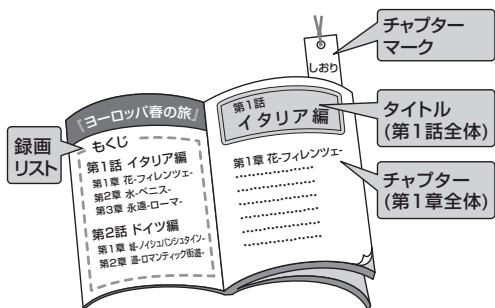 チャプター
マーク
しおり
『ヨーロッパ春の旅』
もくじ
第1話 イタリア編
第1章 花-フィレンツェ-
第2章 水-ベニス-
第3章 永遠-ローマ-
第2話 ドイツ編
第1章 城-ノイシュバンシュタイン-
第2章 道-ロマンティック街道-
録画
リスト
第1話
イタリア編
第1章 花-フィレンツェ-
タイトル
(第1話全体)
チャプター
(第1章全体)